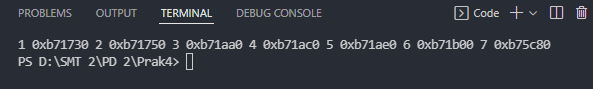 PROBLEMS OUTPUT TERMINAL DEBUG CONSOLE Code
1 0xb71730 2 0xb71750 3 0xb71aa0 4 0xb71ac0 5 0xb71ae0 6 0xb71b00 7 0xb75c80
PS D:\SMT 2\PD 2\Prak4>